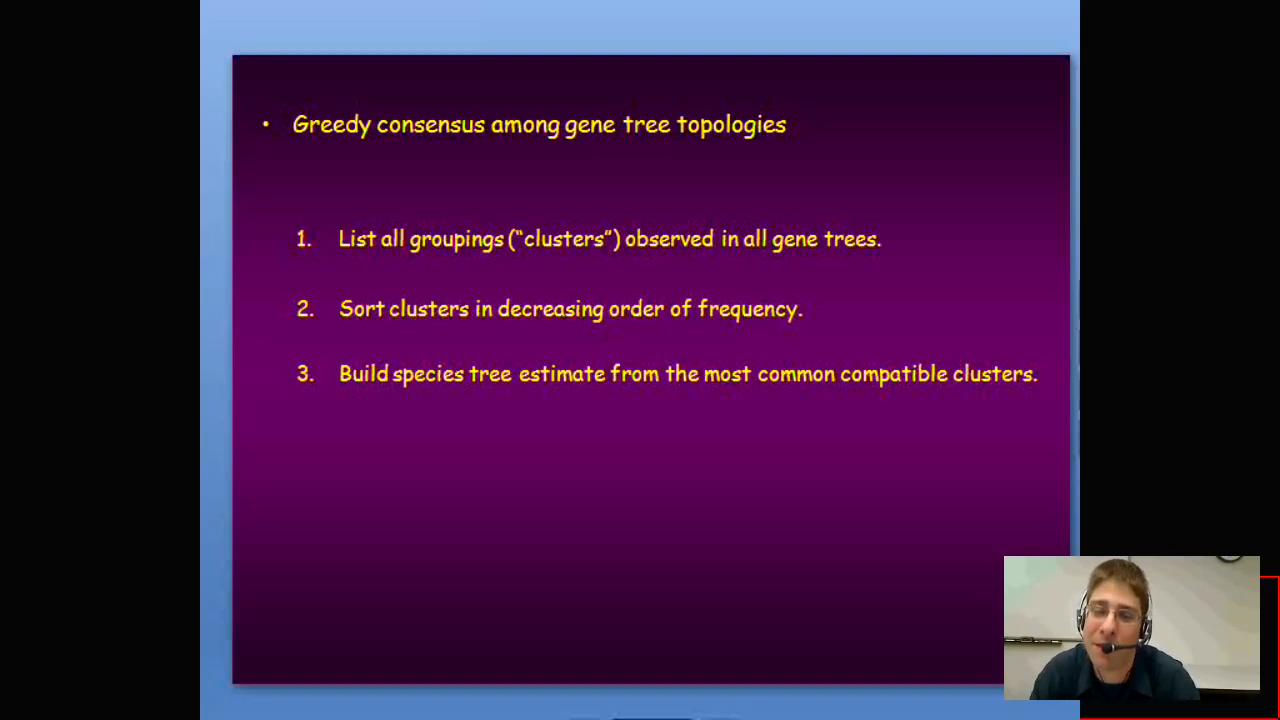 • Greedy consensus among gene tree topologies
1. List all groupings (“clusters”) observed in all gene trees.
2. Sort clusters in decreasing order of frequency.
3. Build species tree estimate from the most common compatible clusters.